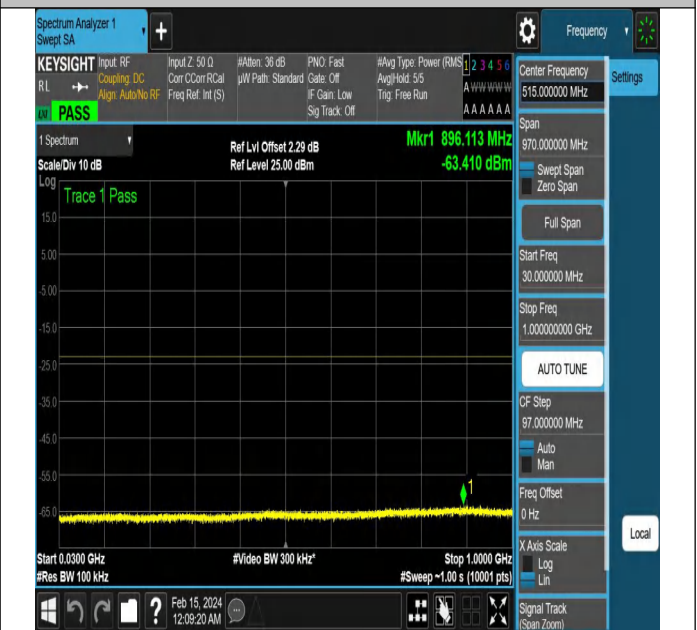 Spectrum Analyzer 1
Swept SA
+
Frequency
KEYSIGHT
RL
PASS
Input: RF
Coupling: DC
Align: Auto/No RF
Input Z: 50 Ω
Corr CCorr RCal
Freq Ref: Int (S)
#Atten: 36 dB
µW Path: Standard
PNO: Fast
Gate: Off
IF Gain: Low
Sig Track: Off
#Avg Type: Power (RMS
Avg|Hold: 5/5
Trig: Free Run
1 2 3 4 5 6
A W W W W W
A A A A A A
1 Spectrum
Scale/Div 10 dB
Ref Lvl Offset 2.29 dB
Ref Level 25.00 dBm
Mkr1 896.113 MHz
-63.410 dBm
Log
Trace 1 Pass
15.0
5.00
-5.00
-15.0
-25.0
-35.0
-45.0
-55.0
-65.0
1
Start 0.0300 GHz
#Res BW 100 kHz
#Video BW 300 kHz*
Stop 1.0000 GHz
#Sweep ~1.00 s (10001 pts)
Center Frequency
515.000000 MHz
Settings
Span
970.000000 MHz
Swept Span
Zero Span
Full Span
Start Freq
30.000000 MHz
Stop Freq
1.000000000 GHz
AUTO TUNE
CF Step
97.000000 MHz
Auto
Man
Freq Offset
0 Hz
Local
X Axis Scale
Log
Lin
Signal Track
(Span Zoom)
?
Feb 15, 2024
12:09:20 AM